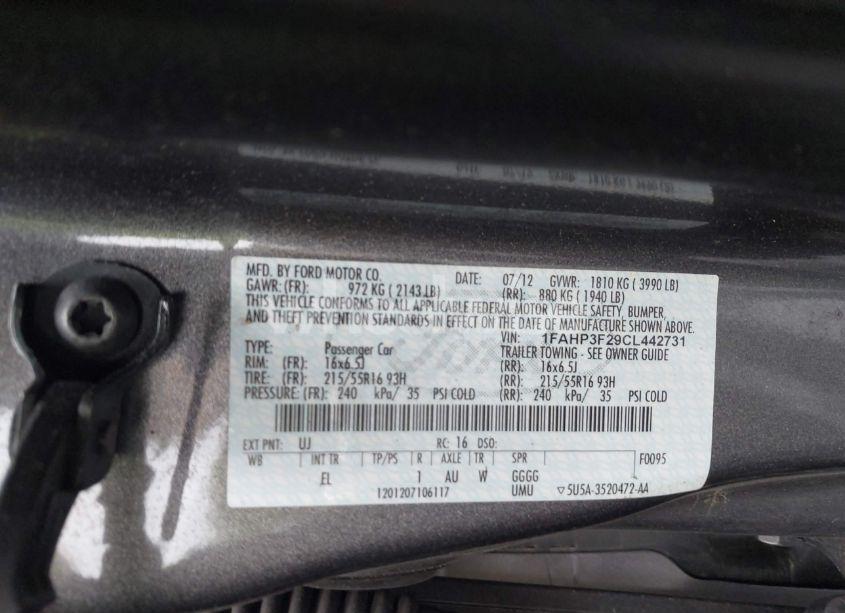 MFD. BY FORD MOTOR CO. DATE: 07/12 GVWR: 1810 KG ( 3990 LB)
GAWR: (FR): 972 KG ( 2143 LB) (RR): 880 KG ( 1940 LB)
THIS VEHICLE CONFORMS TO ALL APPLICABLE FEDERAL MOTOR VEHICLE SAFETY, BUMPER,
AND THEFT PREVENTION STANDARDS IN EFFECT ON THE DATE OF MANUFACTURE SHOWN ABOVE.
VIN: 1FAHP3F29CL442731
TYPE: Passenger Car TRAILER TOWING - SEE OWNER GUIDE
RIM: (FR): 16x6.5J (RR): 16x6.5J
TIRE: (FR): 215/55R16 93H (RR): 215/55R16 93H
PRESSURE: (FR): 240 kPa/ 35 PSI COLD (RR): 240 kPa/ 35 PSI COLD
EXT PNT: UJ RC: 16 DSO: F0095
WB INT TR TP/PS R AXLE TR SPR
EL 1 AU W GGGG
1201207106117 UMU ▽5U5A-3520472-AA